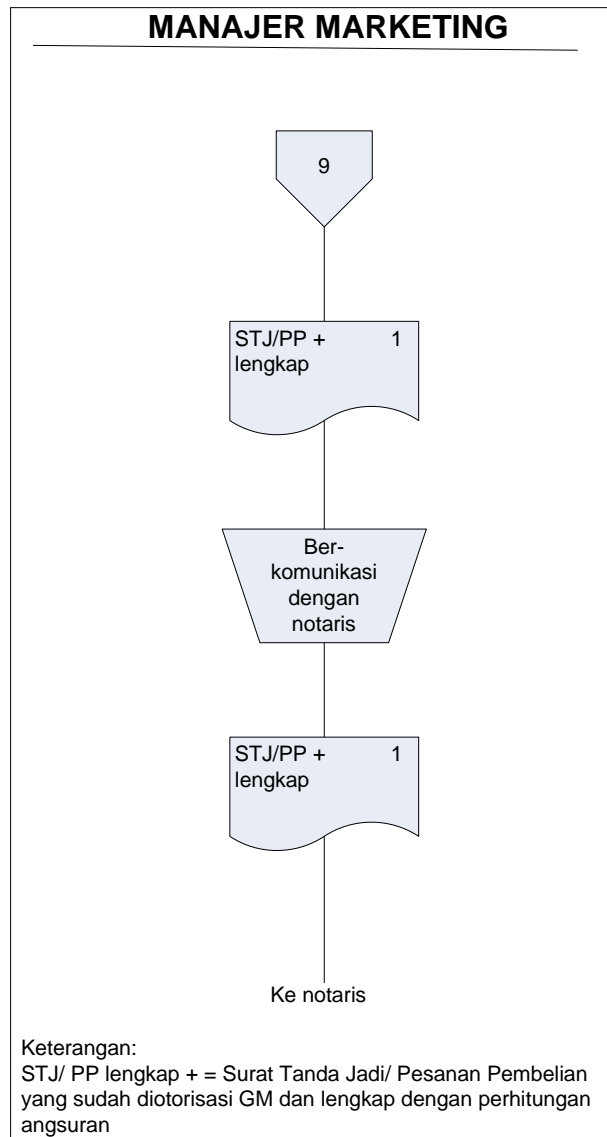 MANAJER MARKETING
9
STJ/PP + 1
lengkap
Ber-
komunikasi
dengan
notaris
STJ/PP + 1
lengkap
Ke notaris
Keterangan:
STJ/ PP lengkap + = Surat Tanda Jadi/ Pesanan Pembelian
yang sudah diotorisasi GM dan lengkap dengan perhitungan
angsuran